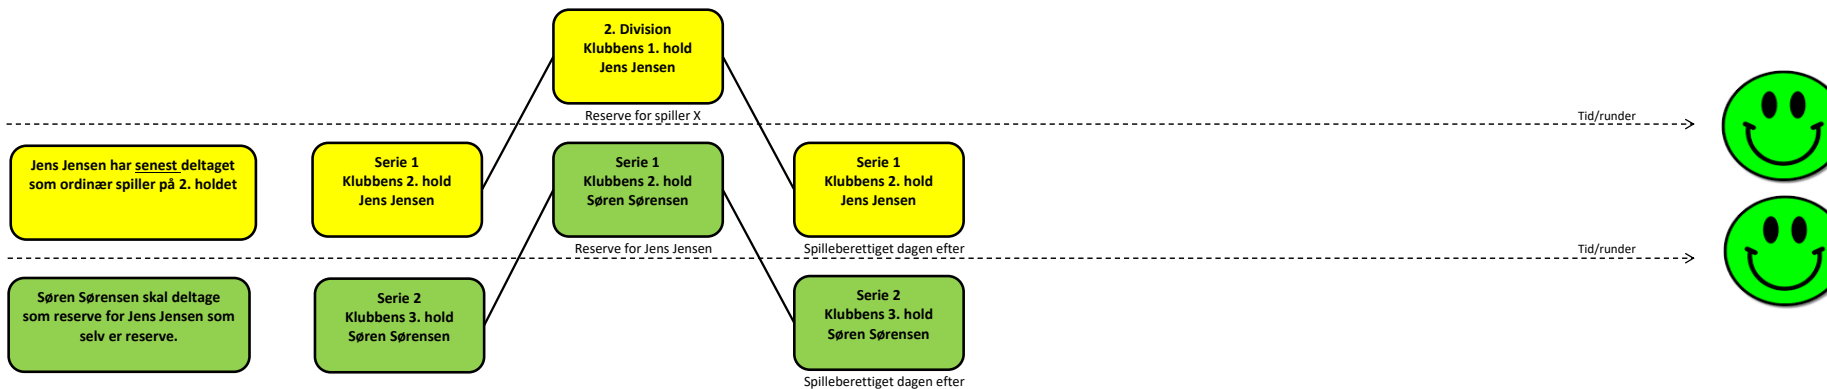 2. Division
Klubbens 1. hold
Jens Jensen
Reserve for spiller X
Tid/runder
Jens Jensen har senest deltaget
som ordinær spiller på 2. holdet
Serie 1
Klubbens 2. hold
Jens Jensen
Serie 1
Klubbens 2. hold
Søren Sørensen
Serie 1
Klubbens 2. hold
Jens Jensen
Reserve for Jens Jensen
Spilleberettiget dagen efter
Tid/runder
Søren Sørensen skal deltage
som reserve for Jens Jensen som
selv er reserve.
Serie 2
Klubbens 3. hold
Søren Sørensen
Serie 2
Klubbens 3. hold
Søren Sørensen
Spilleberettiget dagen efter